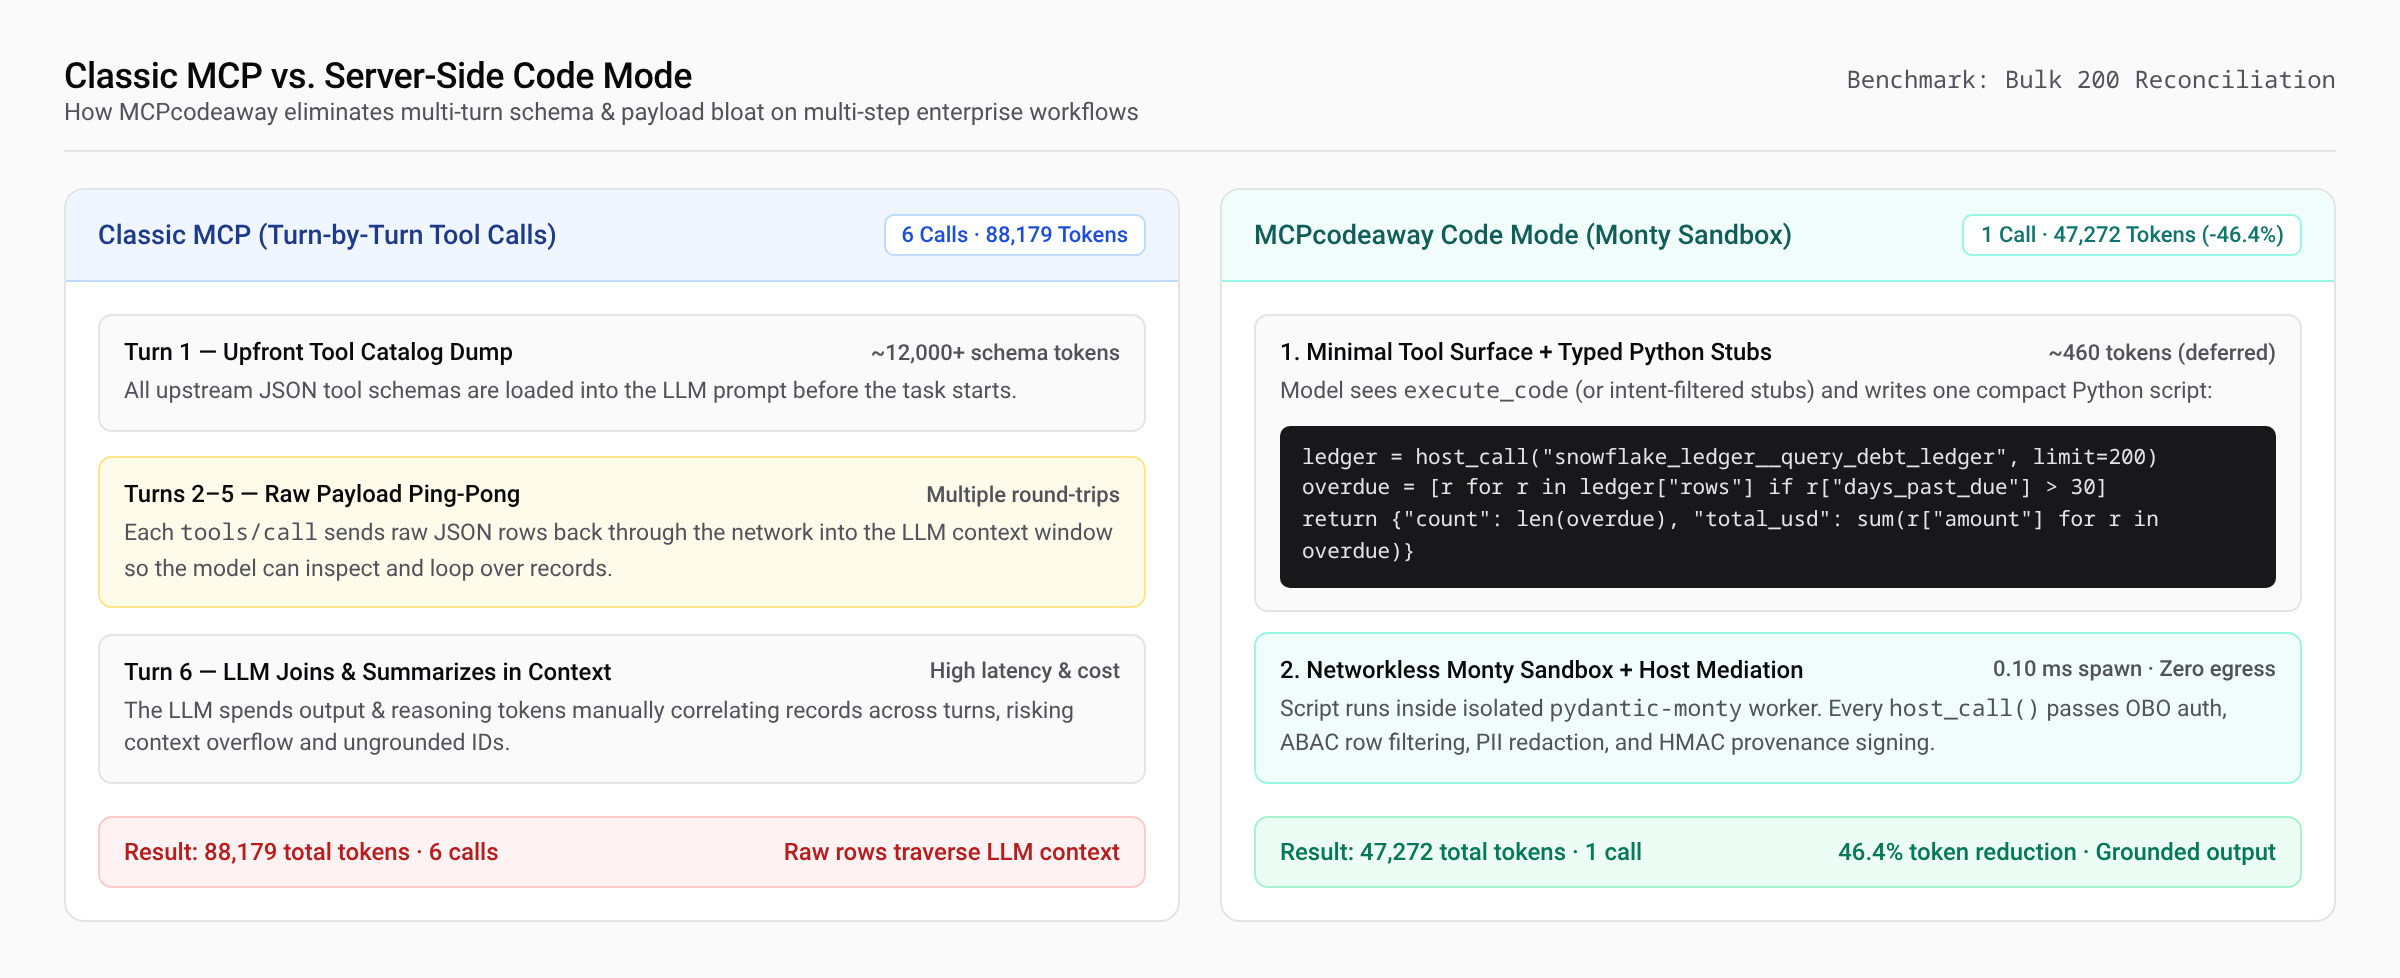 Classic MCP vs. Server-Side Code Mode
How MCPcodeaway eliminates multi-turn schema & payload bloat on multi-step enterprise workflows
Benchmark: Bulk 200 Reconciliation
Classic MCP (Turn-by-Turn Tool Calls)
6 Calls · 88,179 Tokens
Turn 1 — Upfront Tool Catalog Dump
~12,000+ schema tokens
All upstream JSON tool schemas are loaded into the LLM prompt before the task starts.
Turns 2–5 — Raw Payload Ping-Pong
Multiple round-trips
Each tools/call sends raw JSON rows back through the network into the LLM context window
so the model can inspect and loop over records.
Turn 6 — LLM Joins & Summarizes in Context
High latency & cost
The LLM spends output & reasoning tokens manually correlating records across turns, risking
context overflow and ungrounded IDs.
Result: 88,179 total tokens · 6 calls
Raw rows traverse LLM context
MCPcodeaway Code Mode (Monty Sandbox)
1 Call · 47,272 Tokens (-46.4%)
1. Minimal Tool Surface + Typed Python Stubs
~460 tokens (deferred)
Model sees execute_code (or intent-filtered stubs) and writes one compact Python script:
ledger = host_call("snowflake_ledger__query_debt_ledger", limit=200)
overdue = [r for r in ledger["rows"] if r["days_past_due"] > 30]
return {"count": len(overdue), "total_usd": sum(r["amount"] for r in
overdue)}
2. Networkless Monty Sandbox + Host Mediation
0.10 ms spawn · Zero egress
Script runs inside isolated pydantic-monty worker. Every host_call() passes OBO auth,
ABAC row filtering, PII redaction, and HMAC provenance signing.
Result: 47,272 total tokens · 1 call
46.4% token reduction · Grounded output